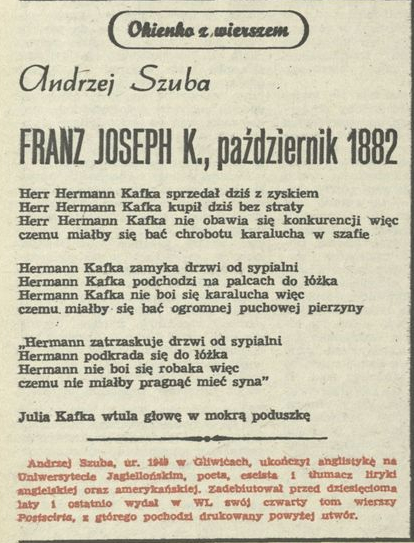 Okienko z wierszem
Andrzej Szuba
FRANZ JOSEPH K., październik 1882
Herr Hermann Kafka sprzedał dziś z zyskiem
Herr Hermann Kafka kupił dziś bez straty
Herr Hermann Kafka nie obawia się konkurencji więc
czemu miałby się bać chrobotu karalucha w szafie
Hermann Kafka zamyka drzwi od sypialni
Hermann Kafka podchodzi na palcach do łóżka
Hermann Kafka nie boi się karalucha więc
czemu miałby się bać ogromnej puchowej pierzyny
„Hermann zatrzaskuje drzwi od sypialni
Hermann podkrada się do łóżka
Hermann nie boi się robaka więc
czemu nie miałby pragnąć mieć syna”
Julia Kafka wtula głowę w mokrą poduszkę
Andrzej Szuba, ur. 1949 w Gliwicach, ukończył anglistykę na
Uniwersytecie Jagiellońskim, poeta, eseista i tłumacz liryki
angielskiej oraz amerykańskiej. Zadebiutował przed dziesięcioma
laty i ostatnio wydał w WL swój czwarty tom wierszy
Postscripta, z którego pochodzi drukowany powyżej utwór.